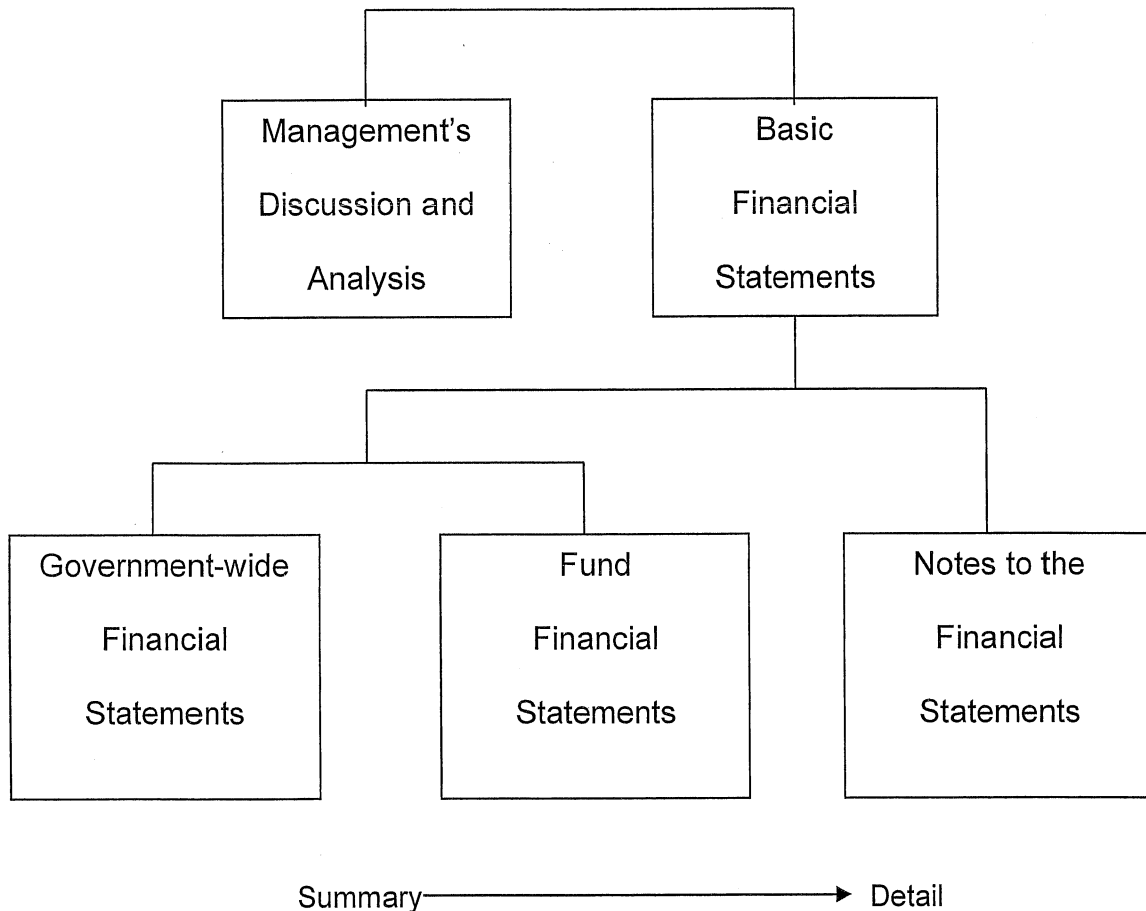 Management's
Discussion and
Analysis
Basic
Financial
Statements
Government-wide
Financial
Statements
Fund
Financial
Statements
Notes to the
Financial
Statements
Summary
Detail